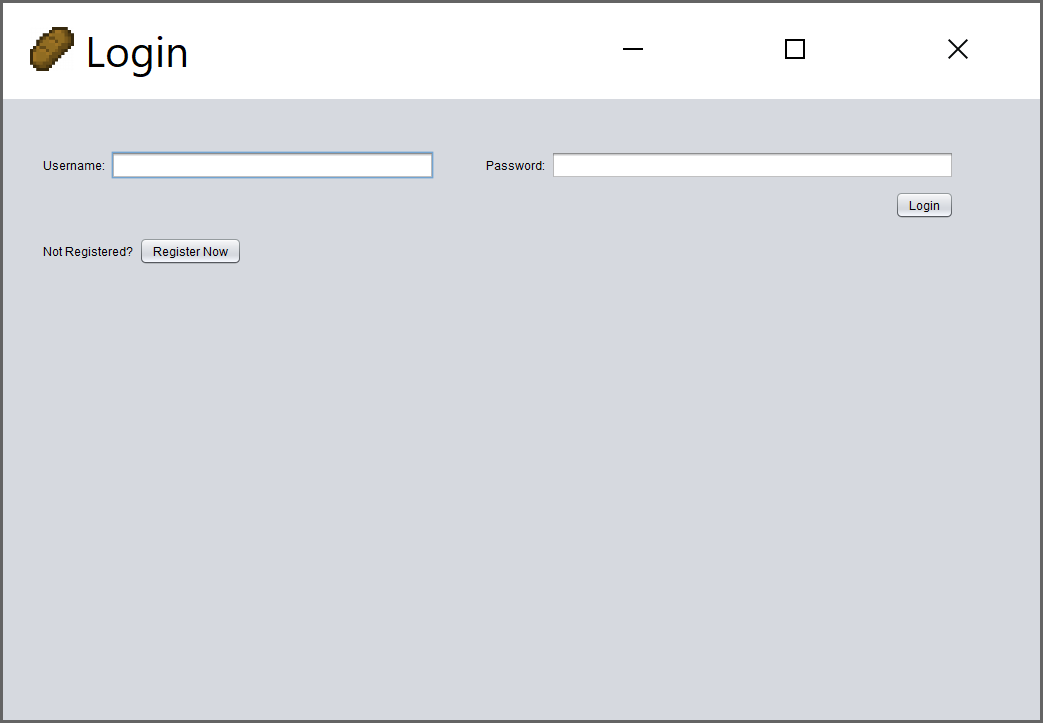 Login
Username: Password:
Login
Not Registered? Register Now